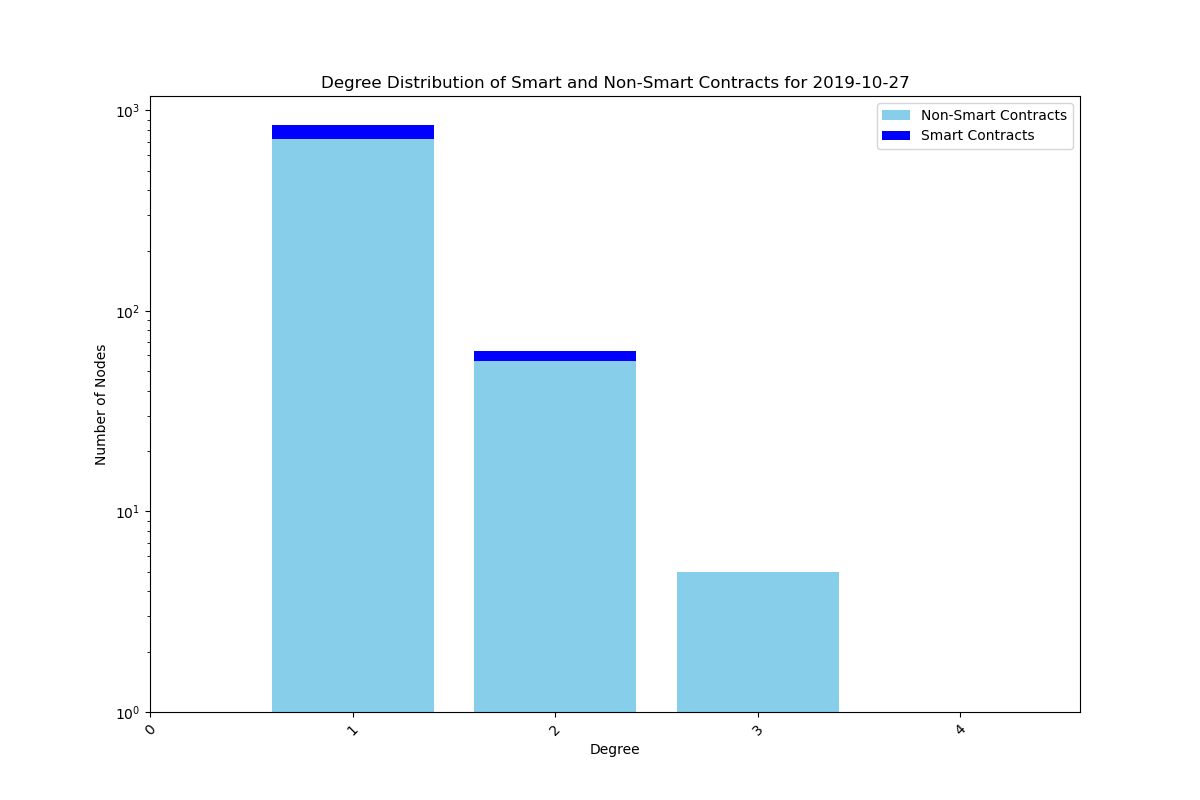 Degree Distribution of Smart and Non-Smart Contracts for 2019-10-27
Non-Smart Contracts
Smart Contracts
Number of Nodes
10³
10²
10¹
10⁰
0
1
2
3
4
Degree